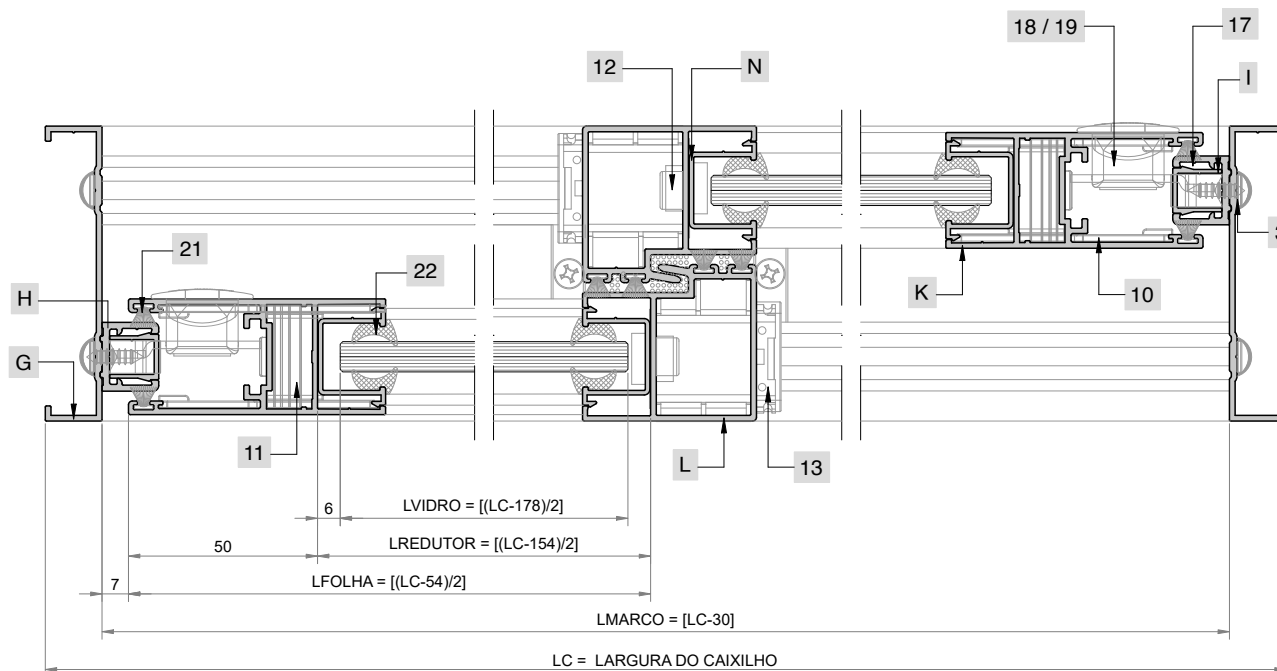 18 / 19
17
12
N
I
3
21
22
H
K
10
G
11
L
13
6
LVIDRO = [(LC-178)/2]
50
LREDUTOR = [(LC-154)/2]
7
LFOLHA = [(LC-54)/2]
LMARCO = [LC-30]
LC = LARGURA DO CAIXILHO